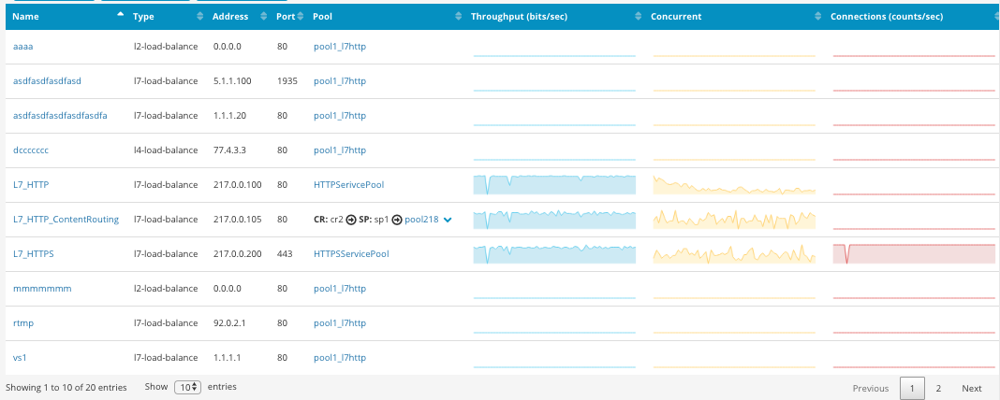 Name Type Address Port Pool Throughput (bits/sec) Concurrent Connections (counts/sec)
aaaa l2-load-balance 0.0.0.0 80 pool1_l7http
asdfasdfasdfasd l7-load-balance 5.1.1.100 1935 pool1_l7http
asdfasdfasdfasdfasdfa l7-load-balance 1.1.1.20 80 pool1_l7http
dccccccc l4-load-balance 77.4.3.3 80 pool1_l7http
L7_HTTP l7-load-balance 217.0.0.100 80 HTTPSerivcePool
L7_HTTP_ContentRouting l7-load-balance 217.0.0.105 80 CR: cr2 SP: sp1 pool218
L7_HTTPS l7-load-balance 217.0.0.200 443 HTTPSServicePool
mmmmmmm l2-load-balance 0.0.0.0 80 pool1_l7http
rtmp l7-load-balance 92.0.2.1 80 pool1_l7http
vs1 l7-load-balance 1.1.1.1 80 pool1_l7http
Showing 1 to 10 of 20 entries Show 10 entries Previous 1 2 Next